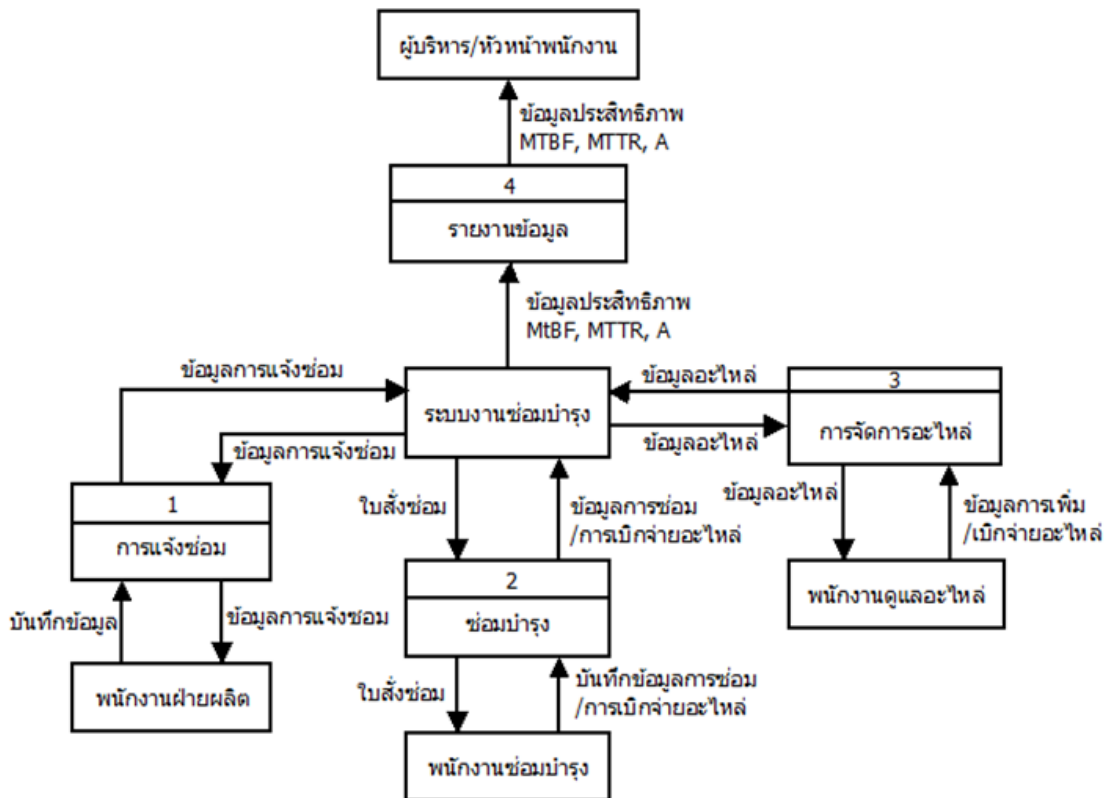 ผู้บริหาร/หัวหน้าพนักงาน
ข้อมูลประสิทธิภาพ
MTBF, MTTR, A
4
รายงานข้อมูล
ข้อมูลประสิทธิภาพ
MtBF, MTTR, A
ข้อมูลการแจ้งซ่อม
ระบบงานซ่อมบำรุง
ข้อมูลอะไหล่
3
การจัดการอะไหล่
ข้อมูลการแจ้งซ่อม
ข้อมูลอะไหล่
1
การแจ้งซ่อม
ใบสั่งซ่อม
ข้อมูลการซ่อม
/การเบิกจ่ายอะไหล่
ข้อมูลอะไหล่
ข้อมูลการเพิ่ม
/เบิกจ่ายอะไหล่
2
ซ่อมบำรุง
พนักงานดูแลอะไหล่
บันทึกข้อมูล
ข้อมูลการแจ้งซอม
พนักงานฝ่ายผลิต
ใบสั่งซ่อม
บันทึกข้อมูลการซ่อม
/การเบิกจ่ายอะไหล่
พนักงานซ่อมบำรุง